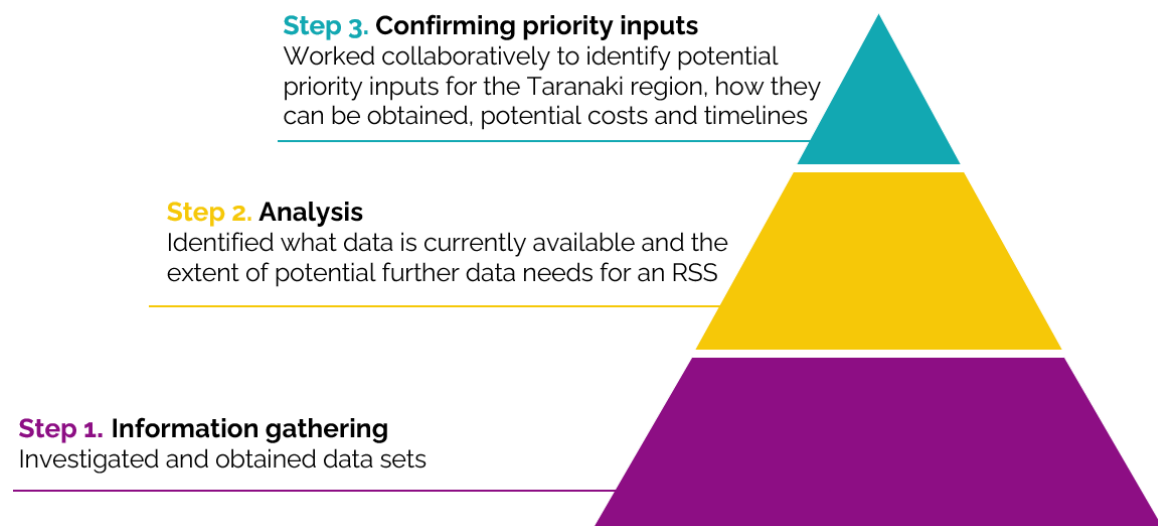 Step 3. Confirming priority inputs
Worked collaboratively to identify potential
priority inputs for the Taranaki region, how they
can be obtained, potential costs and timelines
Step 2. Analysis
Identified what data is currently available and the
extent of potential further data needs for an RSS
Step 1. Information gathering
Investigated and obtained data sets